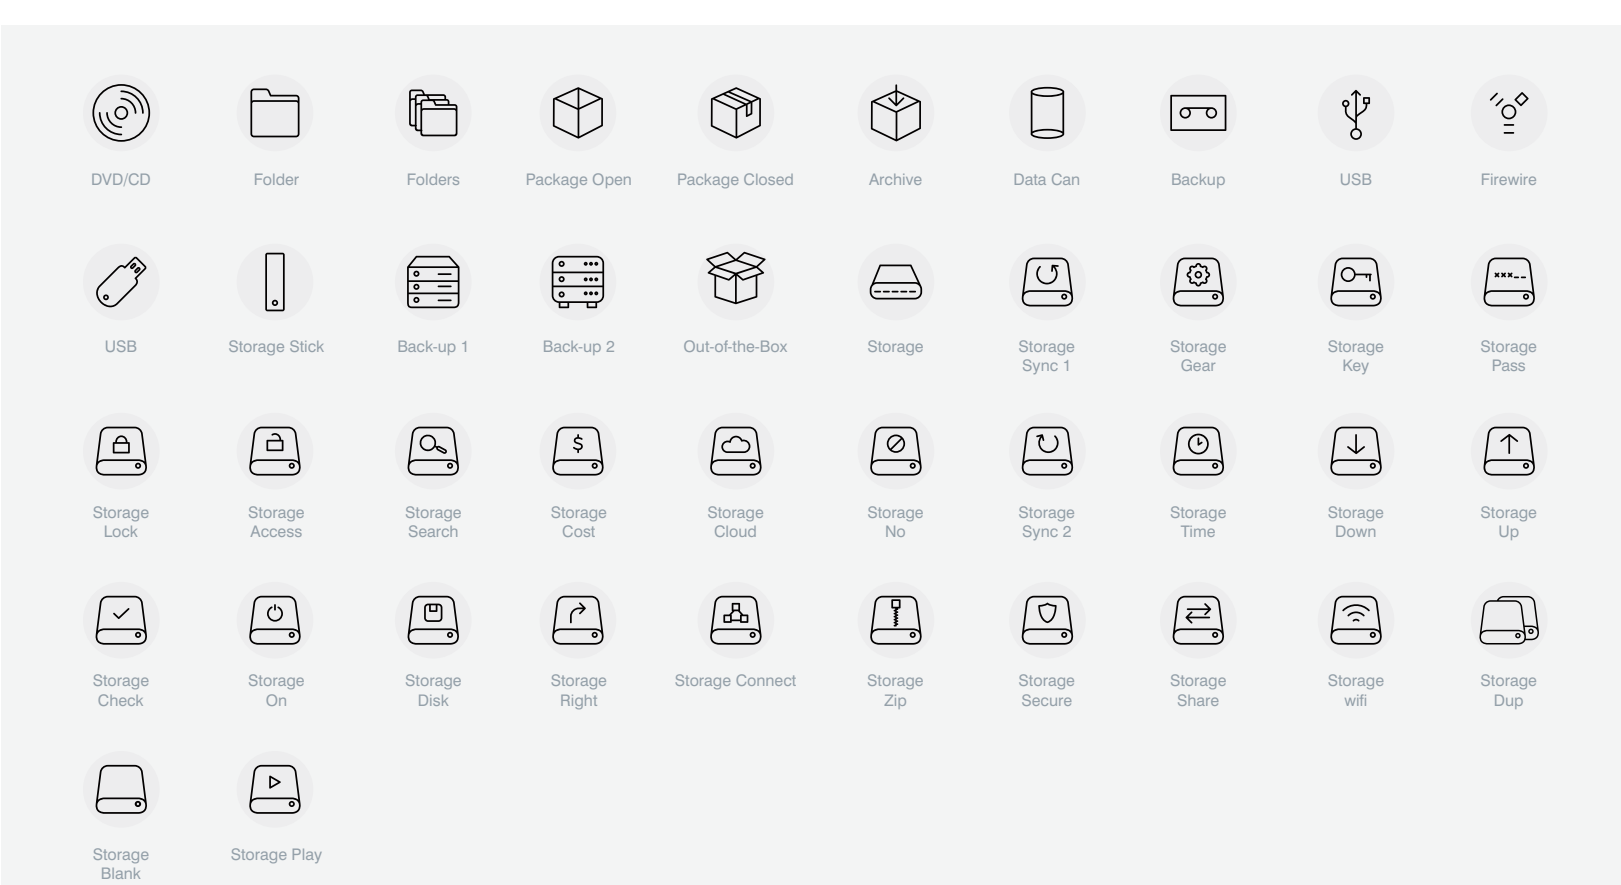 DVD/CD
Folder
Folders
Package Open
Package Closed
Archive
Data Can
Backup
USB
Firewire
USB
Storage Stick
Back-up 1
Back-up 2
Out-of-the-Box
Storage
Storage
Sync 1
Storage
Gear
Storage
Key
Storage
Pass
Storage
Lock
Storage
Access
Storage
Search
$
Storage
Cost
Storage
Cloud
Storage
No
Storage
Sync 2
Storage
Time
Storage
Down
Storage
Up
Storage
Check
Storage
On
Storage
Disk
Storage
Right
Storage Connect
Storage
Zip
Storage
Secure
Storage
Share
Storage
wifi
Storage
Dup
Storage
Blank
Storage Play